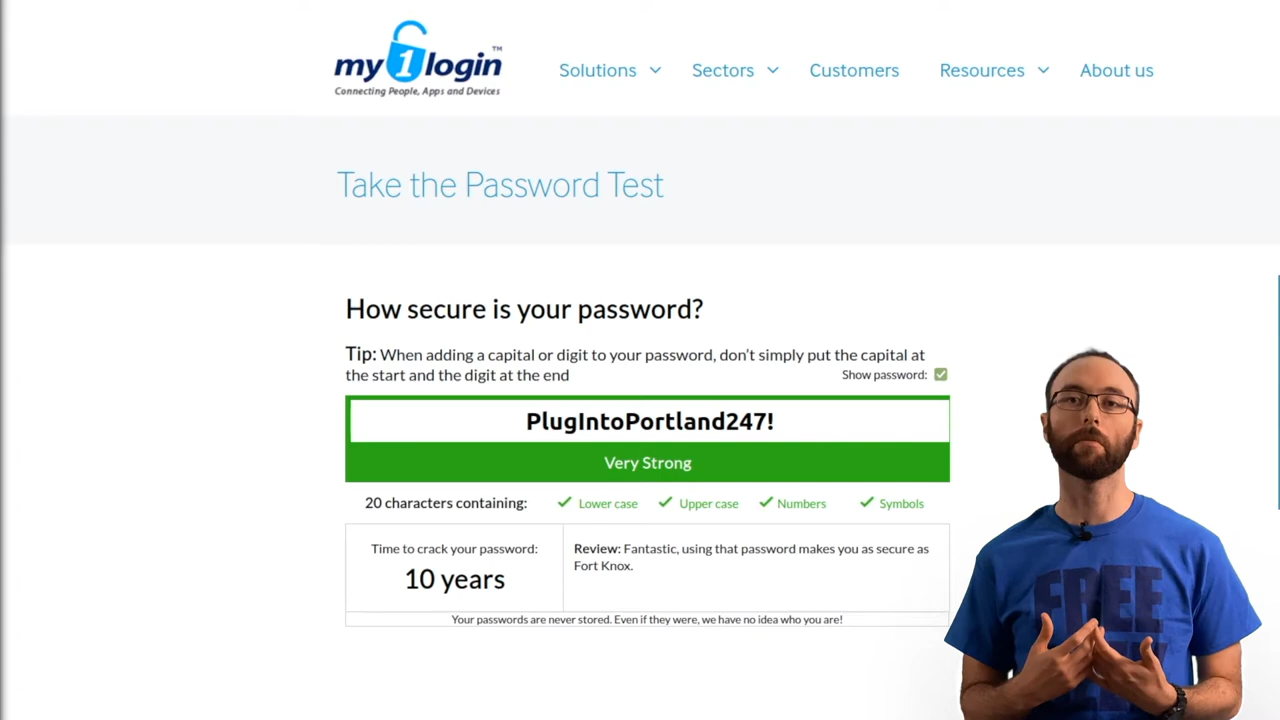 my1login™
Connecting People, Apps and Devices
Solutions
Sectors
Customers
Resources
About us
Take the Password Test
How secure is your password?
Tip: When adding a capital or digit to your password, don't simply put the capital at
the start and the digit at the end
Show password:
PlugIntoPortland247!
Very Strong
20 characters containing:
Lower case
Upper case
Numbers
Symbols
Time to crack your password:
10 years
Review: Fantastic, using that password makes you as secure as
Fort Knox.
Your passwords are never stored. Even if they were, we have no idea who you are!
FREE